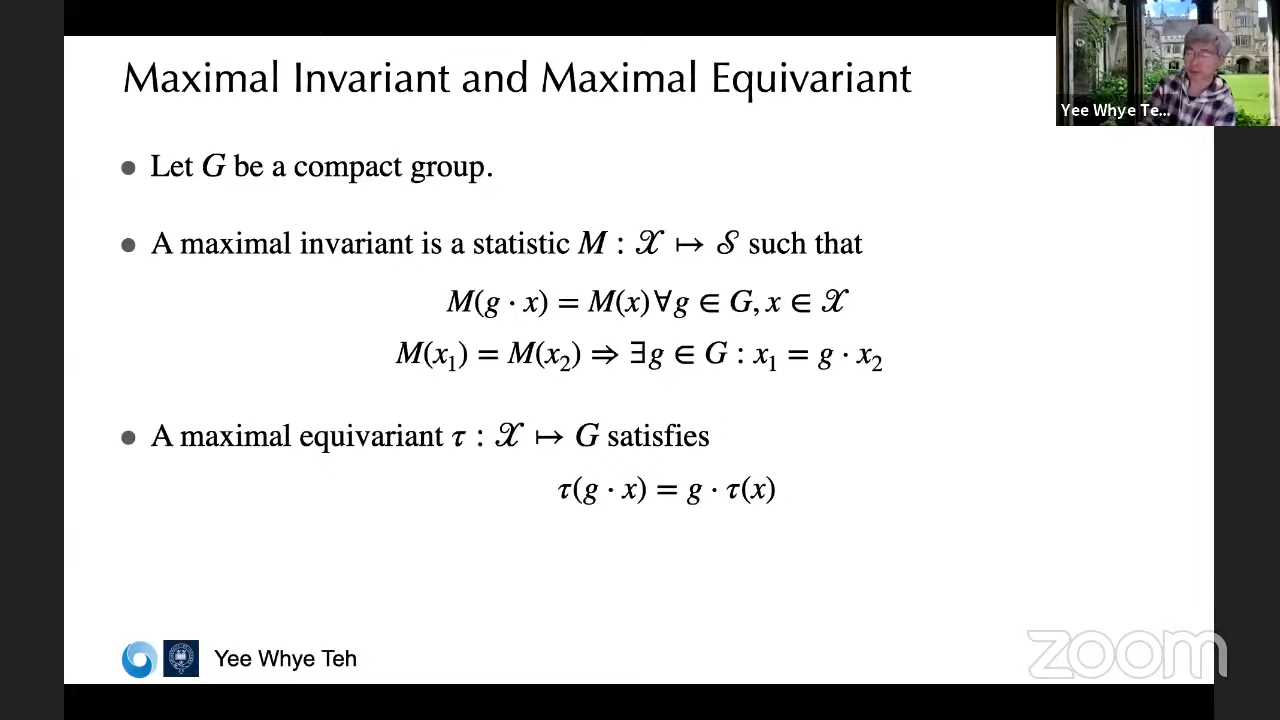 Maximal Invariant and Maximal Equivariant
Yee Whye Te...
• Let G be a compact group.
• A maximal invariant is a statistic M : 𝒳 ↦ 𝒮 such that
M(g · x) = M(x) ∀g ∈ G, x ∈ 𝒳
M(x₁) = M(x₂) ⇒ ∃g ∈ G : x₁ = g · x₂
• A maximal equivariant τ : 𝒳 ↦ G satisfies
τ(g · x) = g · τ(x)
Yee Whye Teh
zoom